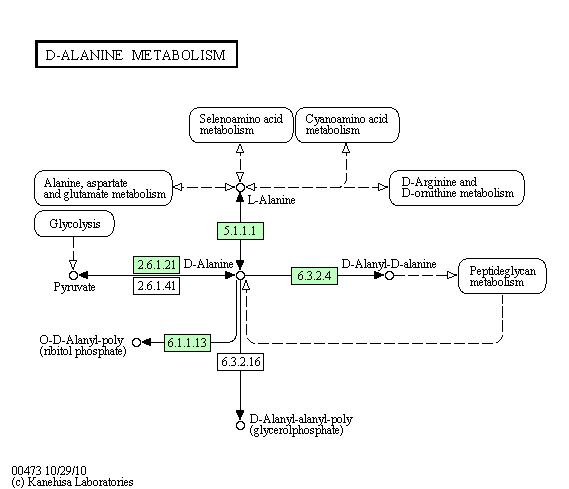 D-ALANINE METABOLISM
Selenoamino acid
metabolism
Cyanoamino acid
metabolism
Alanine, aspartate
and glutamate metabolism
D-Arginine and
D-ornithine metabolism
L-Alanine
Glycolysis
5.1.1.1
2.6.1.21
D-Alanine
D-Alanyl-D-alanine
6.3.2.4
Peptideglycan
metabolism
Pyruvate
2.6.1.41
O-D-Alanyl-poly
(ribitol phosphate)
6.1.1.13
6.3.2.16
D-Alanyl-alanyl-poly
(glycerolphosphate)
00473 10/29/10
(c) Kanehisa Laboratories